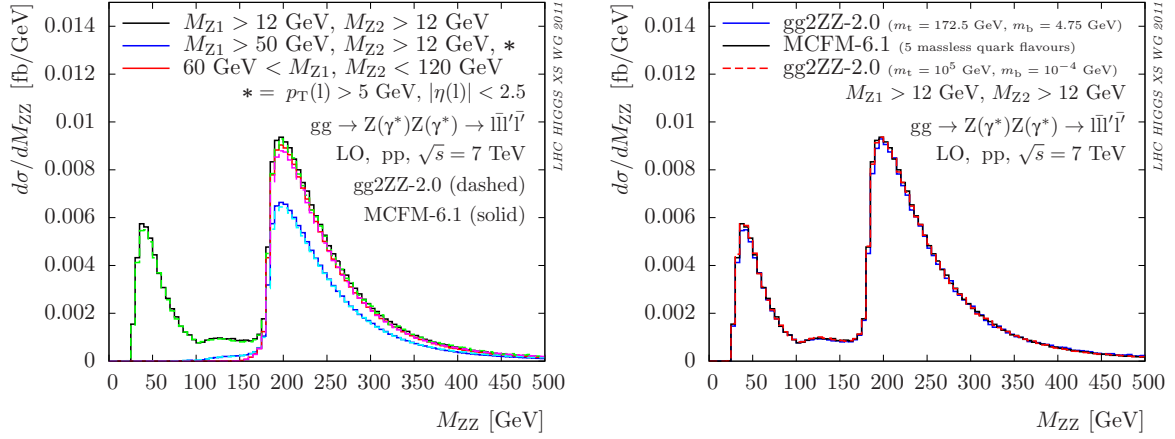 M_Z1 > 12 GeV, M_Z2 > 12 GeV
M_Z1 > 50 GeV, M_Z2 > 12 GeV, ∗
60 GeV < M_Z1, M_Z2 < 120 GeV
∗ = p_T(l) > 5 GeV, |η(l)| < 2.5
gg → Z(γ*)Z(γ*) → ll̄l′l̄′
LO, pp, √s = 7 TeV
gg2ZZ-2.0 (dashed)
MCFM-6.1 (solid)
dσ/dM_ZZ [fb/GeV]
0.014
0.012
0.01
0.008
0.006
0.004
0.002
0
0 50 100 150 200 250 300 350 400 450 500
M_ZZ [GeV]
LHC HIGGS XS WG 2011
gg2ZZ-2.0 (m_t = 172.5 GeV, m_b = 4.75 GeV)
MCFM-6.1 (5 massless quark flavours)
gg2ZZ-2.0 (m_t = 10⁵ GeV, m_b = 10⁻⁴ GeV)
M_Z1 > 12 GeV, M_Z2 > 12 GeV
gg → Z(γ*)Z(γ*) → ll̄l′l̄′
LO, pp, √s = 7 TeV
dσ/dM_ZZ [fb/GeV]
0.014
0.012
0.01
0.008
0.006
0.004
0.002
0
0 50 100 150 200 250 300 350 400 450 500
M_ZZ [GeV]
LHC HIGGS XS WG 2011